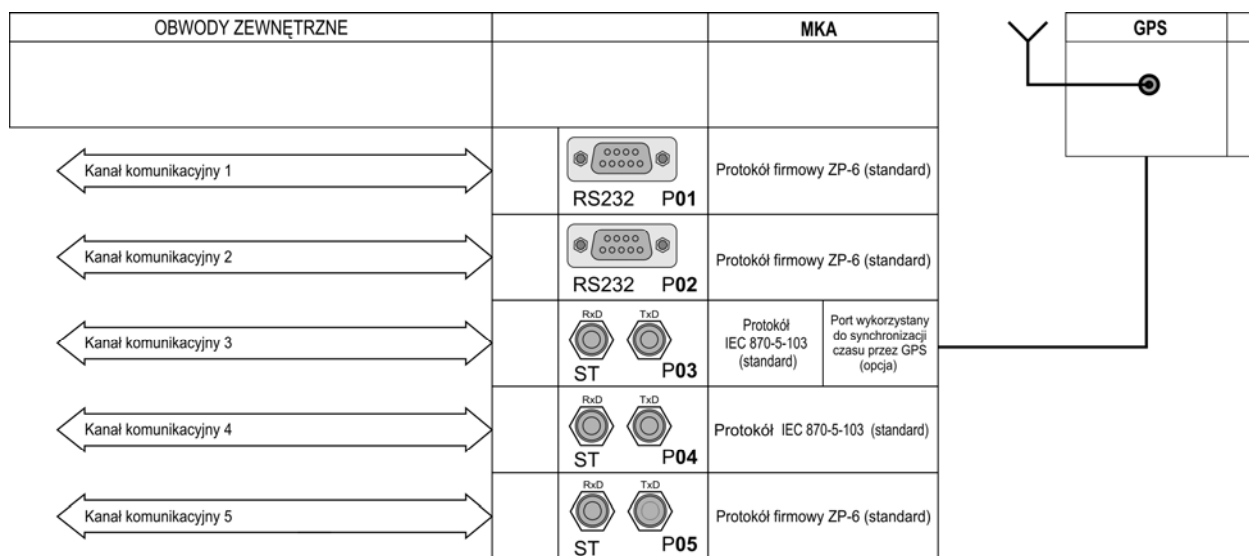 OBWODY ZEWNĘTRZNE
MKA
GPS
Kanał komunikacyjny 1
RS232 P01
Protokół firmowy ZP-6 (standard)
Kanał komunikacyjny 2
RS232 P02
Protokół firmowy ZP-6 (standard)
Kanał komunikacyjny 3
RxD TxD
ST P03
Protokół
IEC 870-5-103
(standard)
Port wykorzystany
do synchronizacji
czasu przez GPS
(opcja)
Kanał komunikacyjny 4
RxD TxD
ST P04
Protokół IEC 870-5-103 (standard)
Kanał komunikacyjny 5
RxD TxD
ST P05
Protokół firmowy ZP-6 (standard)